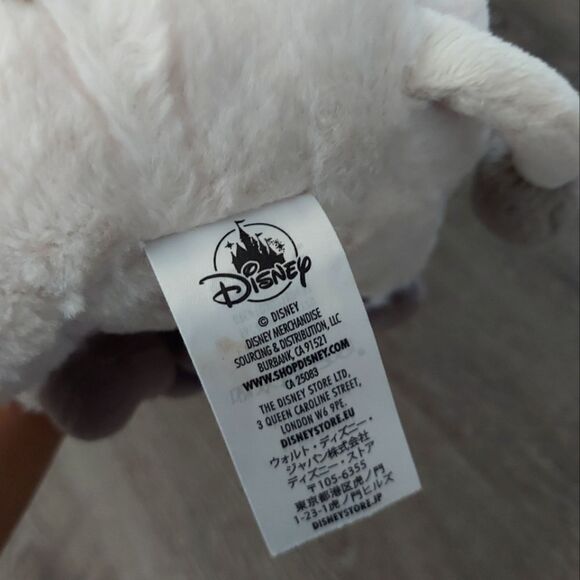 Disney
© DISNEY
DISNEY MERCHANDISE
SOURCING & DISTRIBUTION, LLC
BURBANK, CA 91521
WWW.SHOPDISNEY.COM
CA 25083
THE DISNEY STORE LTD,
3 QUEEN CAROLINE STREET,
LONDON W6 9PE.
DISNEYSTORE.EU
ウォルト・ディズニー・
ジャパン株式会社
ディズニー・ストア
〒105-6355
東京都港区虎ノ門
1-23-1虎ノ門ヒルズ
DISNEYSTORE.JP